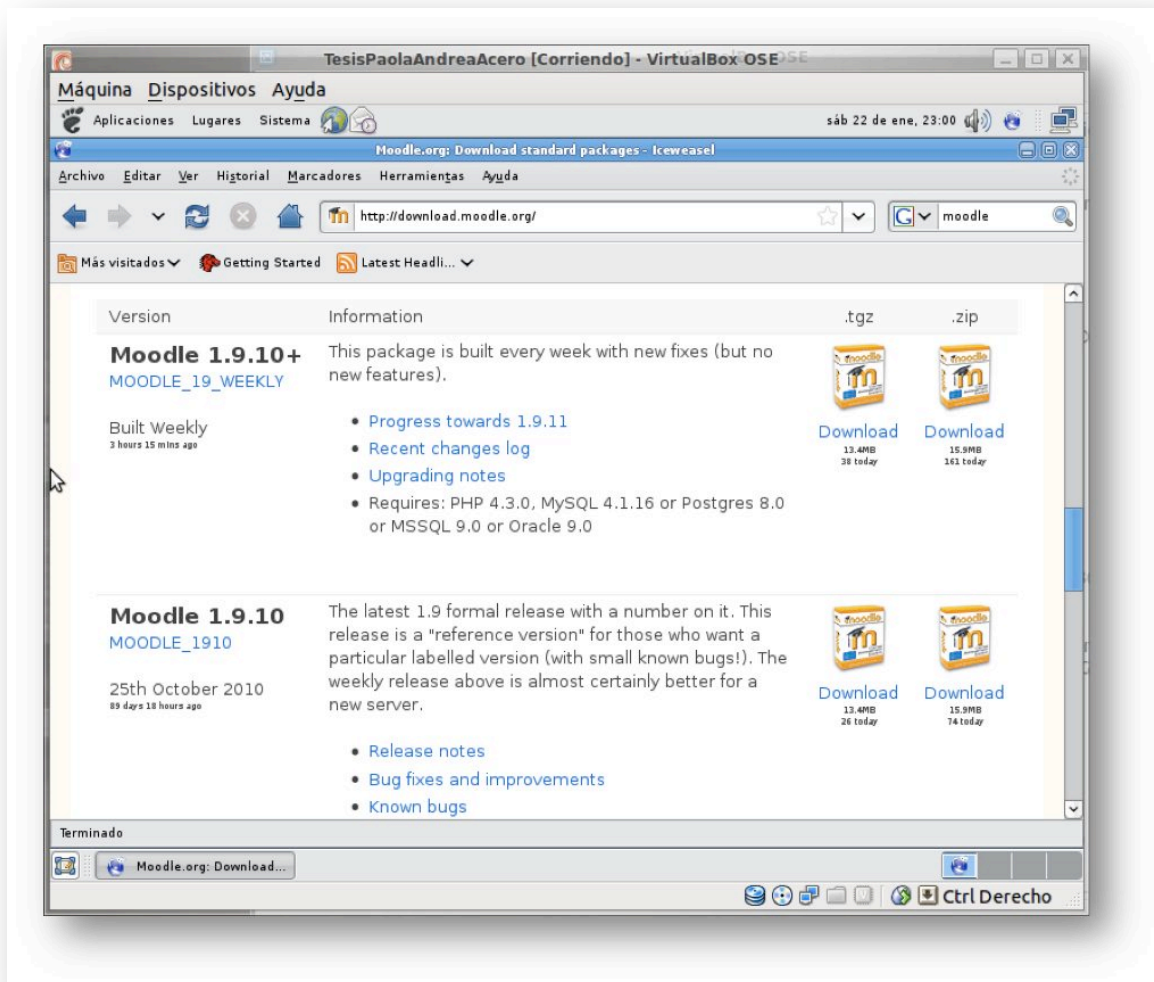 TesisPaolaAndreaAcero [Corriendo] - VirtualBox OSE
Máquina Dispositivos Ayuda
Aplicaciones Lugares Sistema sáb 22 de ene, 23:00
Moodle.org: Download standard packages - Iceweasel
Archivo Editar Ver Historial Marcadores Herramientas Ayuda
http://download.moodle.org/ moodle
Más visitados Getting Started Latest Headli...
Version Information .tgz .zip
Moodle 1.9.10+
MOODLE_19_WEEKLY
Built Weekly
3 hours 15 mins ago
This package is built every week with new fixes (but no
new features).
• Progress towards 1.9.11
• Recent changes log
• Upgrading notes
• Requires: PHP 4.3.0, MySQL 4.1.16 or Postgres 8.0
or MSSQL 9.0 or Oracle 9.0
moodle
Download
13.4MB
38 today
moodle
Download
15.9MB
161 today
Moodle 1.9.10
MOODLE_1910
25th October 2010
89 days 18 hours ago
The latest 1.9 formal release with a number on it. This
release is a "reference version" for those who want a
particular labelled version (with small known bugs!). The
weekly release above is almost certainly better for a
new server.
• Release notes
• Bug fixes and improvements
• Known bugs
moodle
Download
13.4MB
26 today
moodle
Download
15.9MB
74 today
Terminado
Moodle.org: Download...
Ctrl Derecho